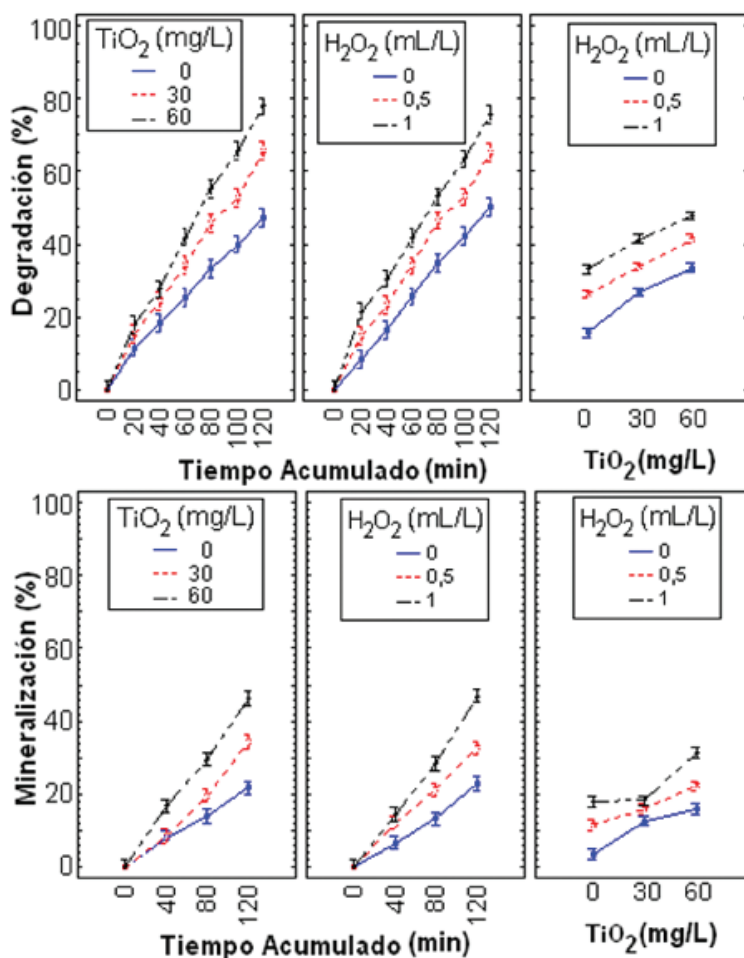 100
80
60
40
20
0
Degradación (%)
TiO2 (mg/L)
0
30
60
H2O2 (mL/L)
0
0,5
1
H2O2 (mL/L)
0
0,5
1
0 20 40 60 80 100 120
0 20 40 60 80 100 120
0 30 60
Tiempo Acumulado (min)
TiO2(mg/L)
100
80
60
40
20
0
Mineralización (%)
TiO2 (mg/L)
0
30
60
H2O2 (mL/L)
0
0,5
1
H2O2 (mL/L)
0
0,5
1
0 40 80 120
0 40 80 120
0 30 60
Tiempo Acumulado (min)
TiO2(mg/L)